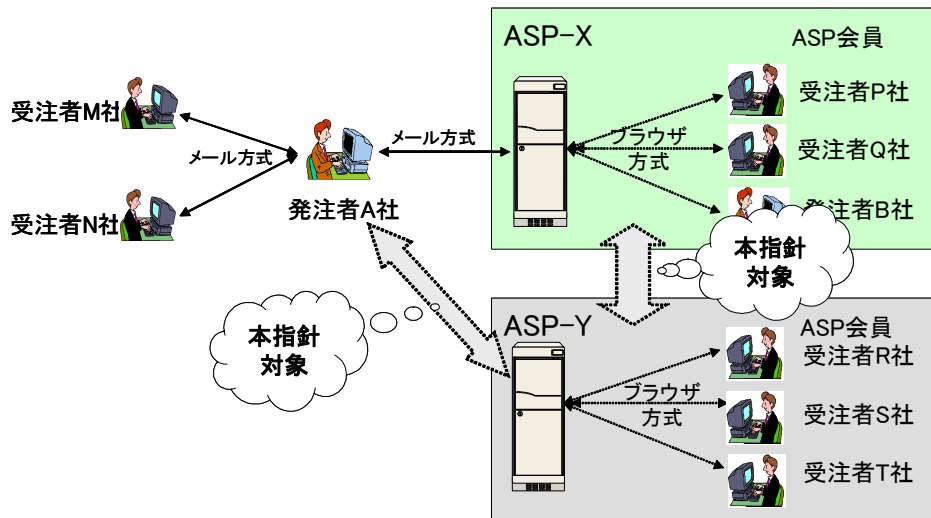 ASP-X
ASP会員
受注者P社
受注者M社
メール方式
メール方式
ブラウザ
方式
受注者Q社
受注者N社
発注者A社
発注者B社
本指針
対象
本指針
対象
ASP-Y
ASP会員
受注者R社
ブラウザ
方式
受注者S社
受注者T社